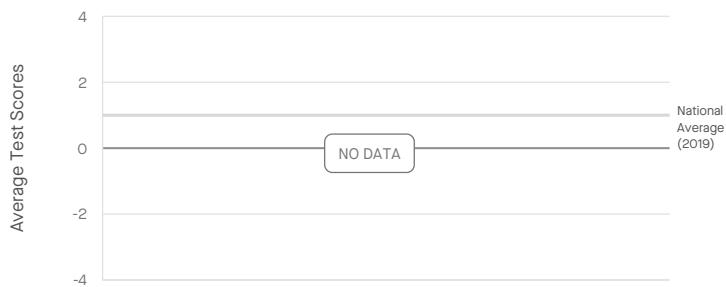 Average Test Scores
4
2
0
-2
-4
NO DATA
National
Average
(2019)